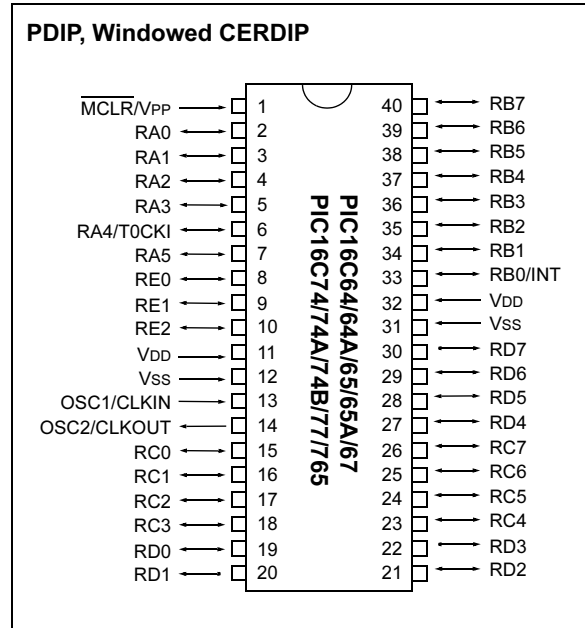 PDIP, Windowed CERDIP
MCLR/VPP 1 40 RB7
RA0 2 39 RB6
RA1 3 38 RB5
RA2 4 37 RB4
RA3 5 36 RB3
RA4/T0CKI 6 35 RB2
RA5 7 34 RB1
RE0 8 33 RB0/INT
RE1 9 32 VDD
RE2 10 31 VSS
VDD 11 30 RD7
VSS 12 29 RD6
OSC1/CLKIN 13 28 RD5
OSC2/CLKOUT 14 27 RD4
RC0 15 26 RC7
RC1 16 25 RC6
RC2 17 24 RC5
RC3 18 23 RC4
RD0 19 22 RD3
RD1 20 21 RD2
PIC16C64/64A/65/65A/67
PIC16C74/74A/74B/77/765